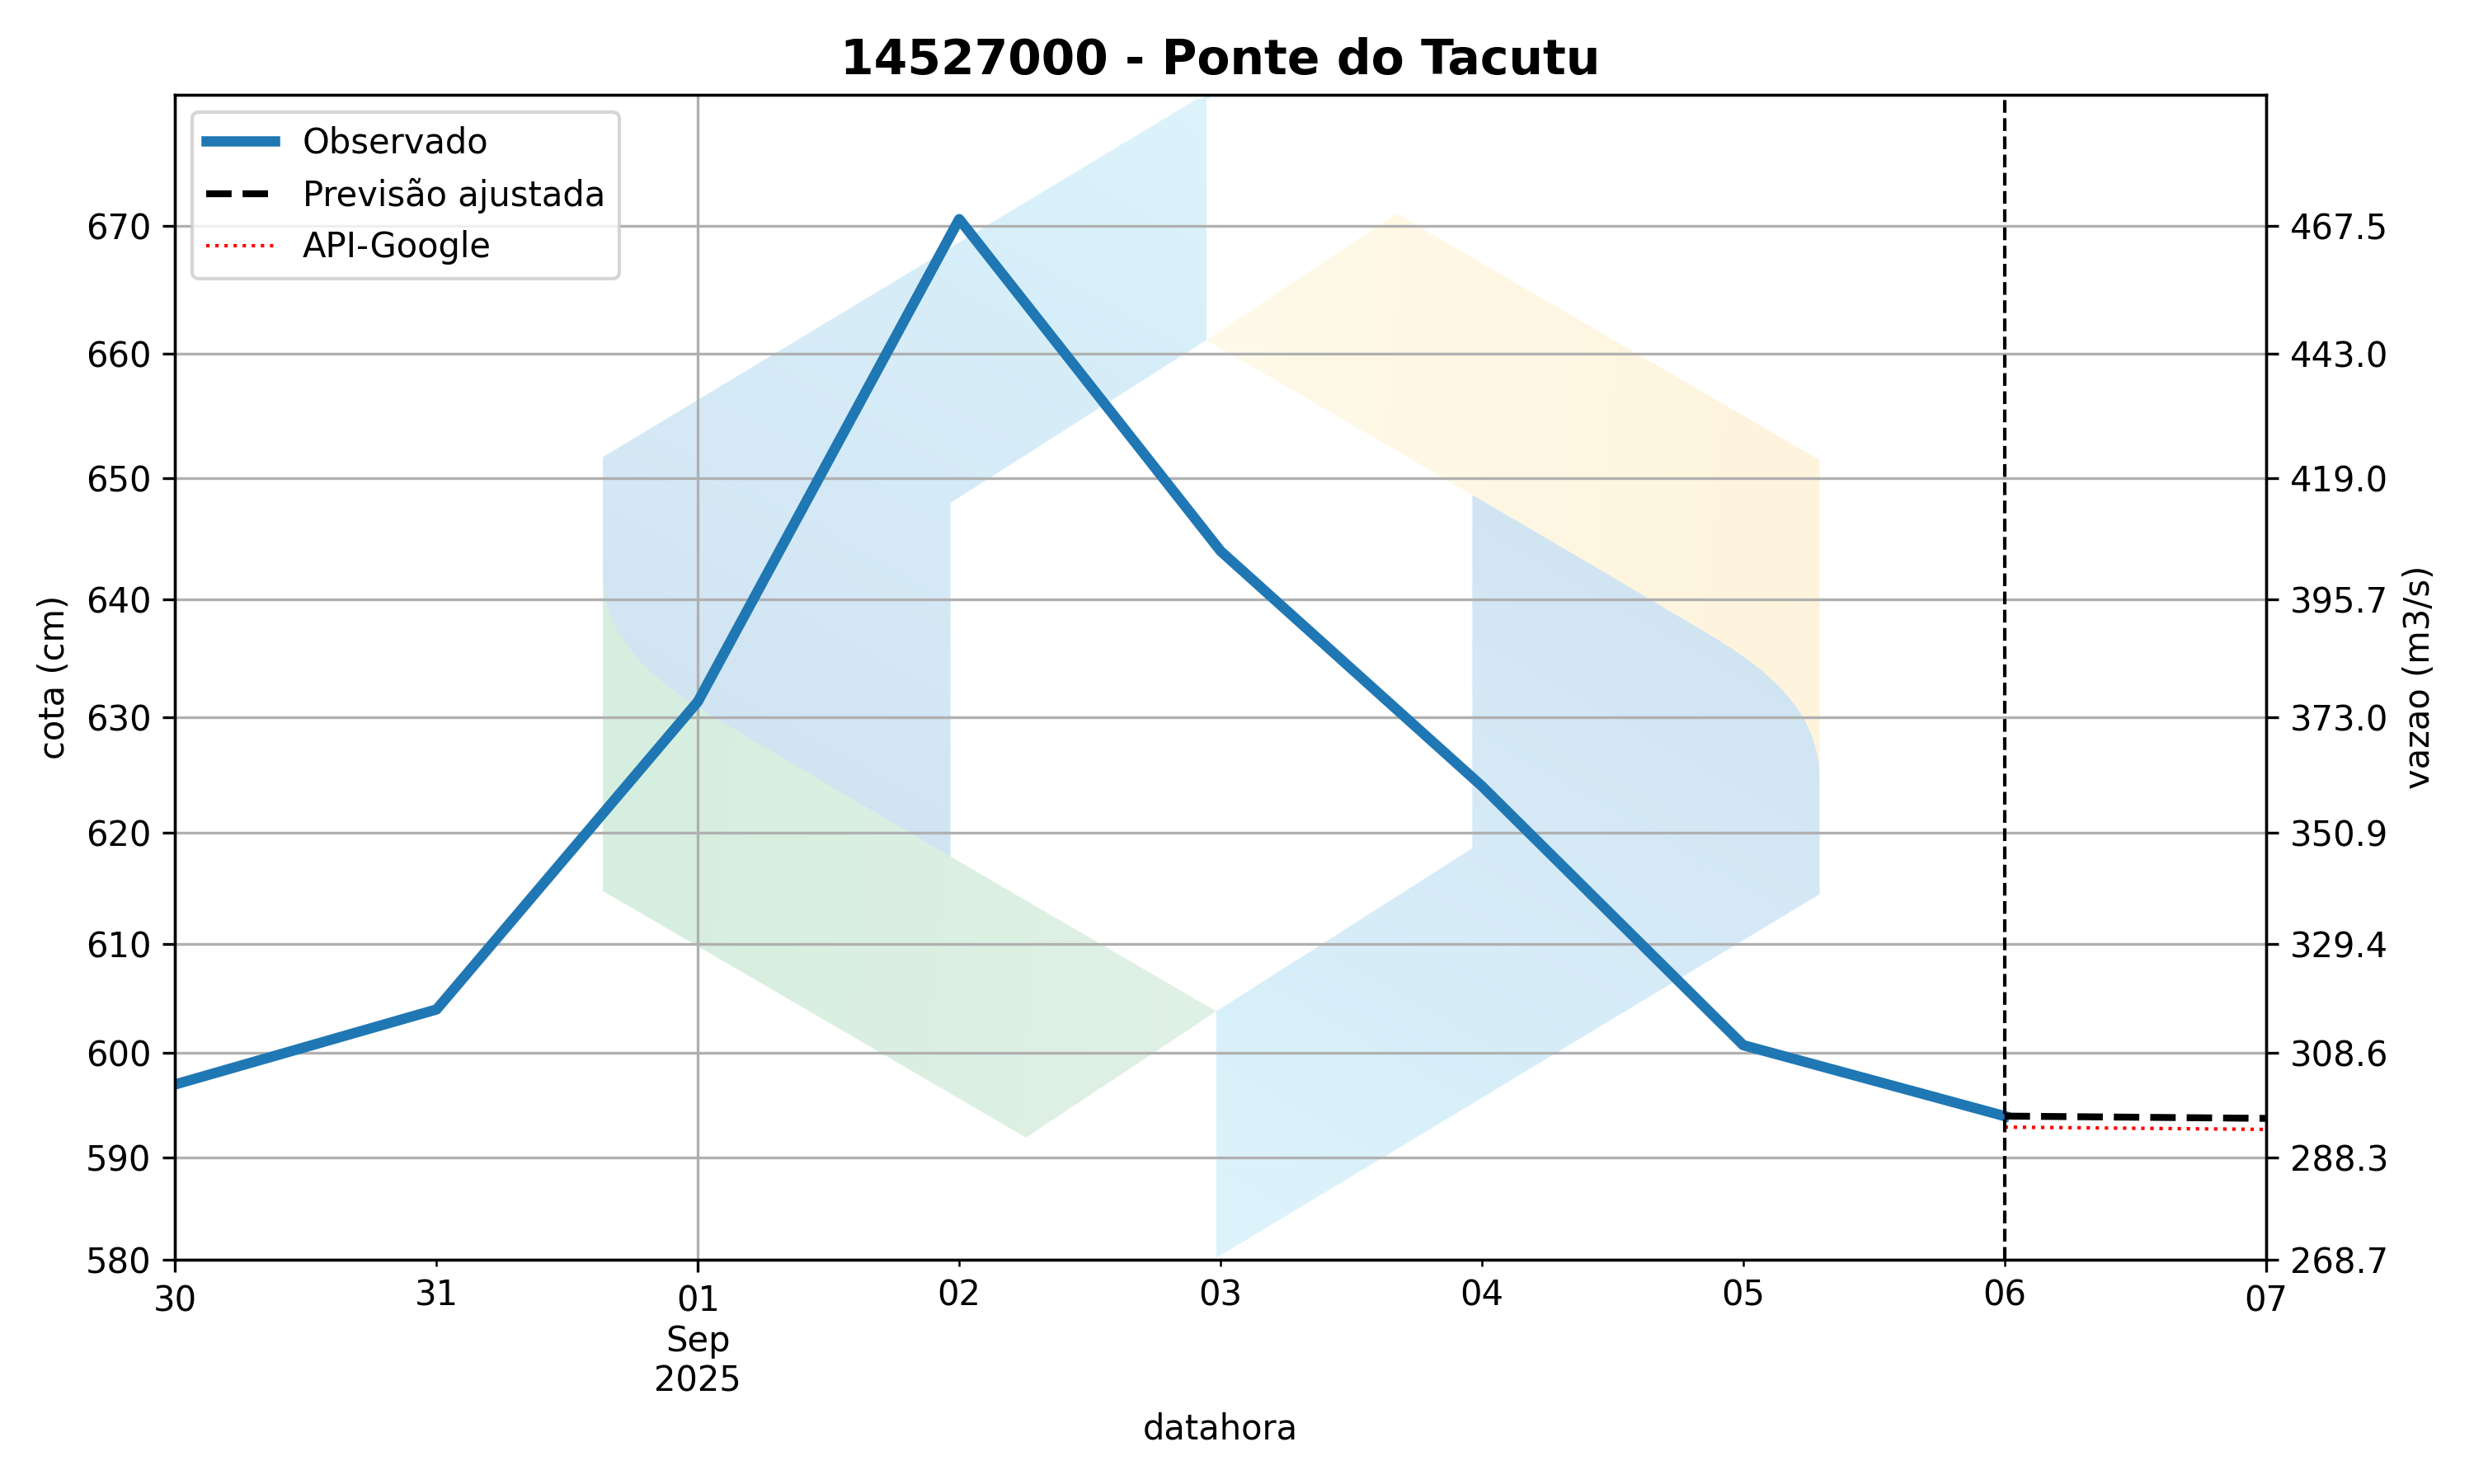 14527000 - Ponte do Tacutu
Observado
Previsão ajustada
API-Google
670
660
650
640
630
620
610
600
590
580
cota (cm)
467.5
443.0
419.0
395.7
373.0
350.9
329.4
308.6
288.3
268.7
vazao (m3/s)
30 31 01 02 03 04 05 06 07
Sep
2025
datahora